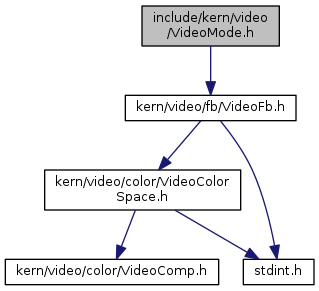 include/kern/video
/VideoMode.h
kern/video/fb/VideoFb.h
kern/video/color/VideoColor
Space.h
kern/video/color/VideoComp.h
stdint.h